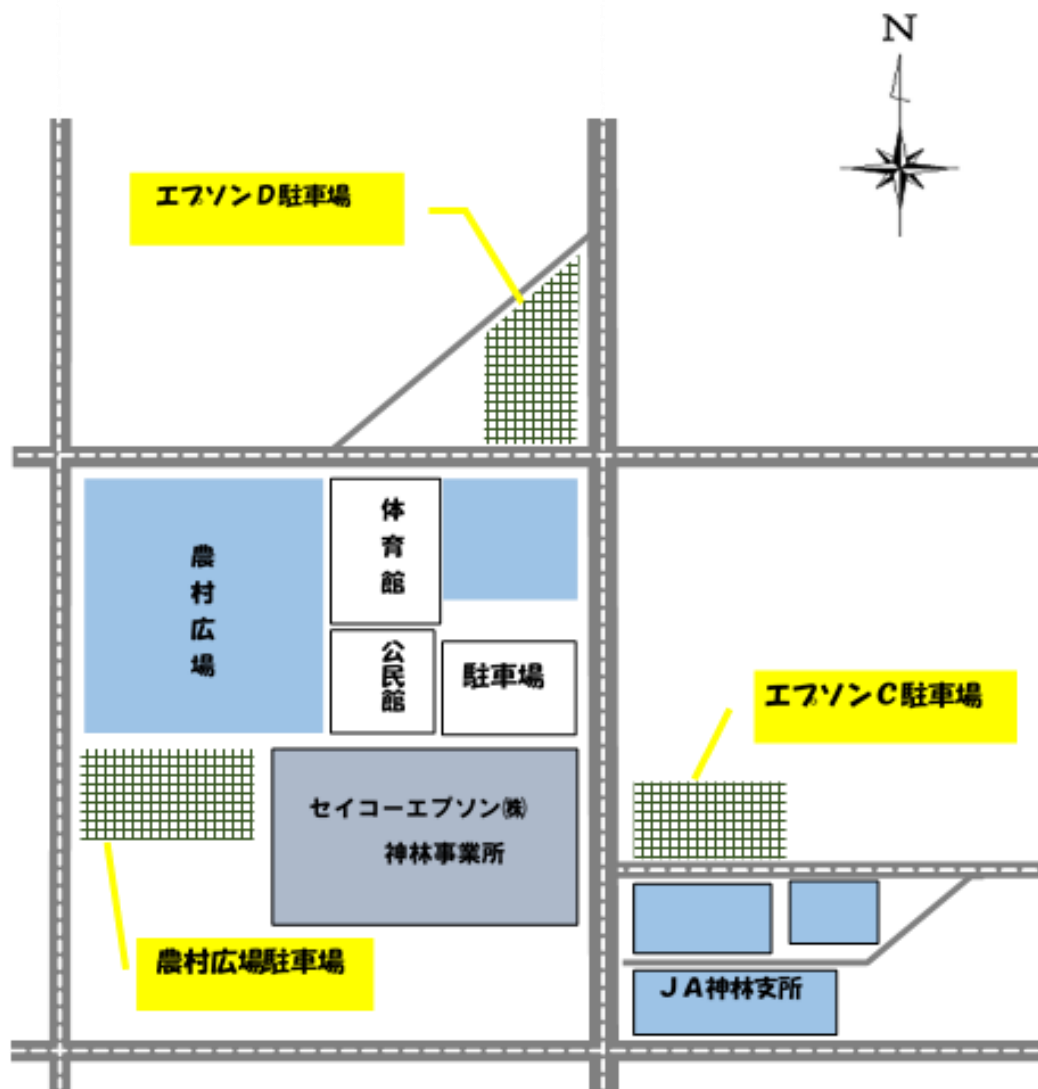 N
エプソンD駐車場
農村広場
体育館
公民館
駐車場
エプソンC駐車場
セイコーエプソン㈱
神林事業所
農村広場駐車場
JA神林支所